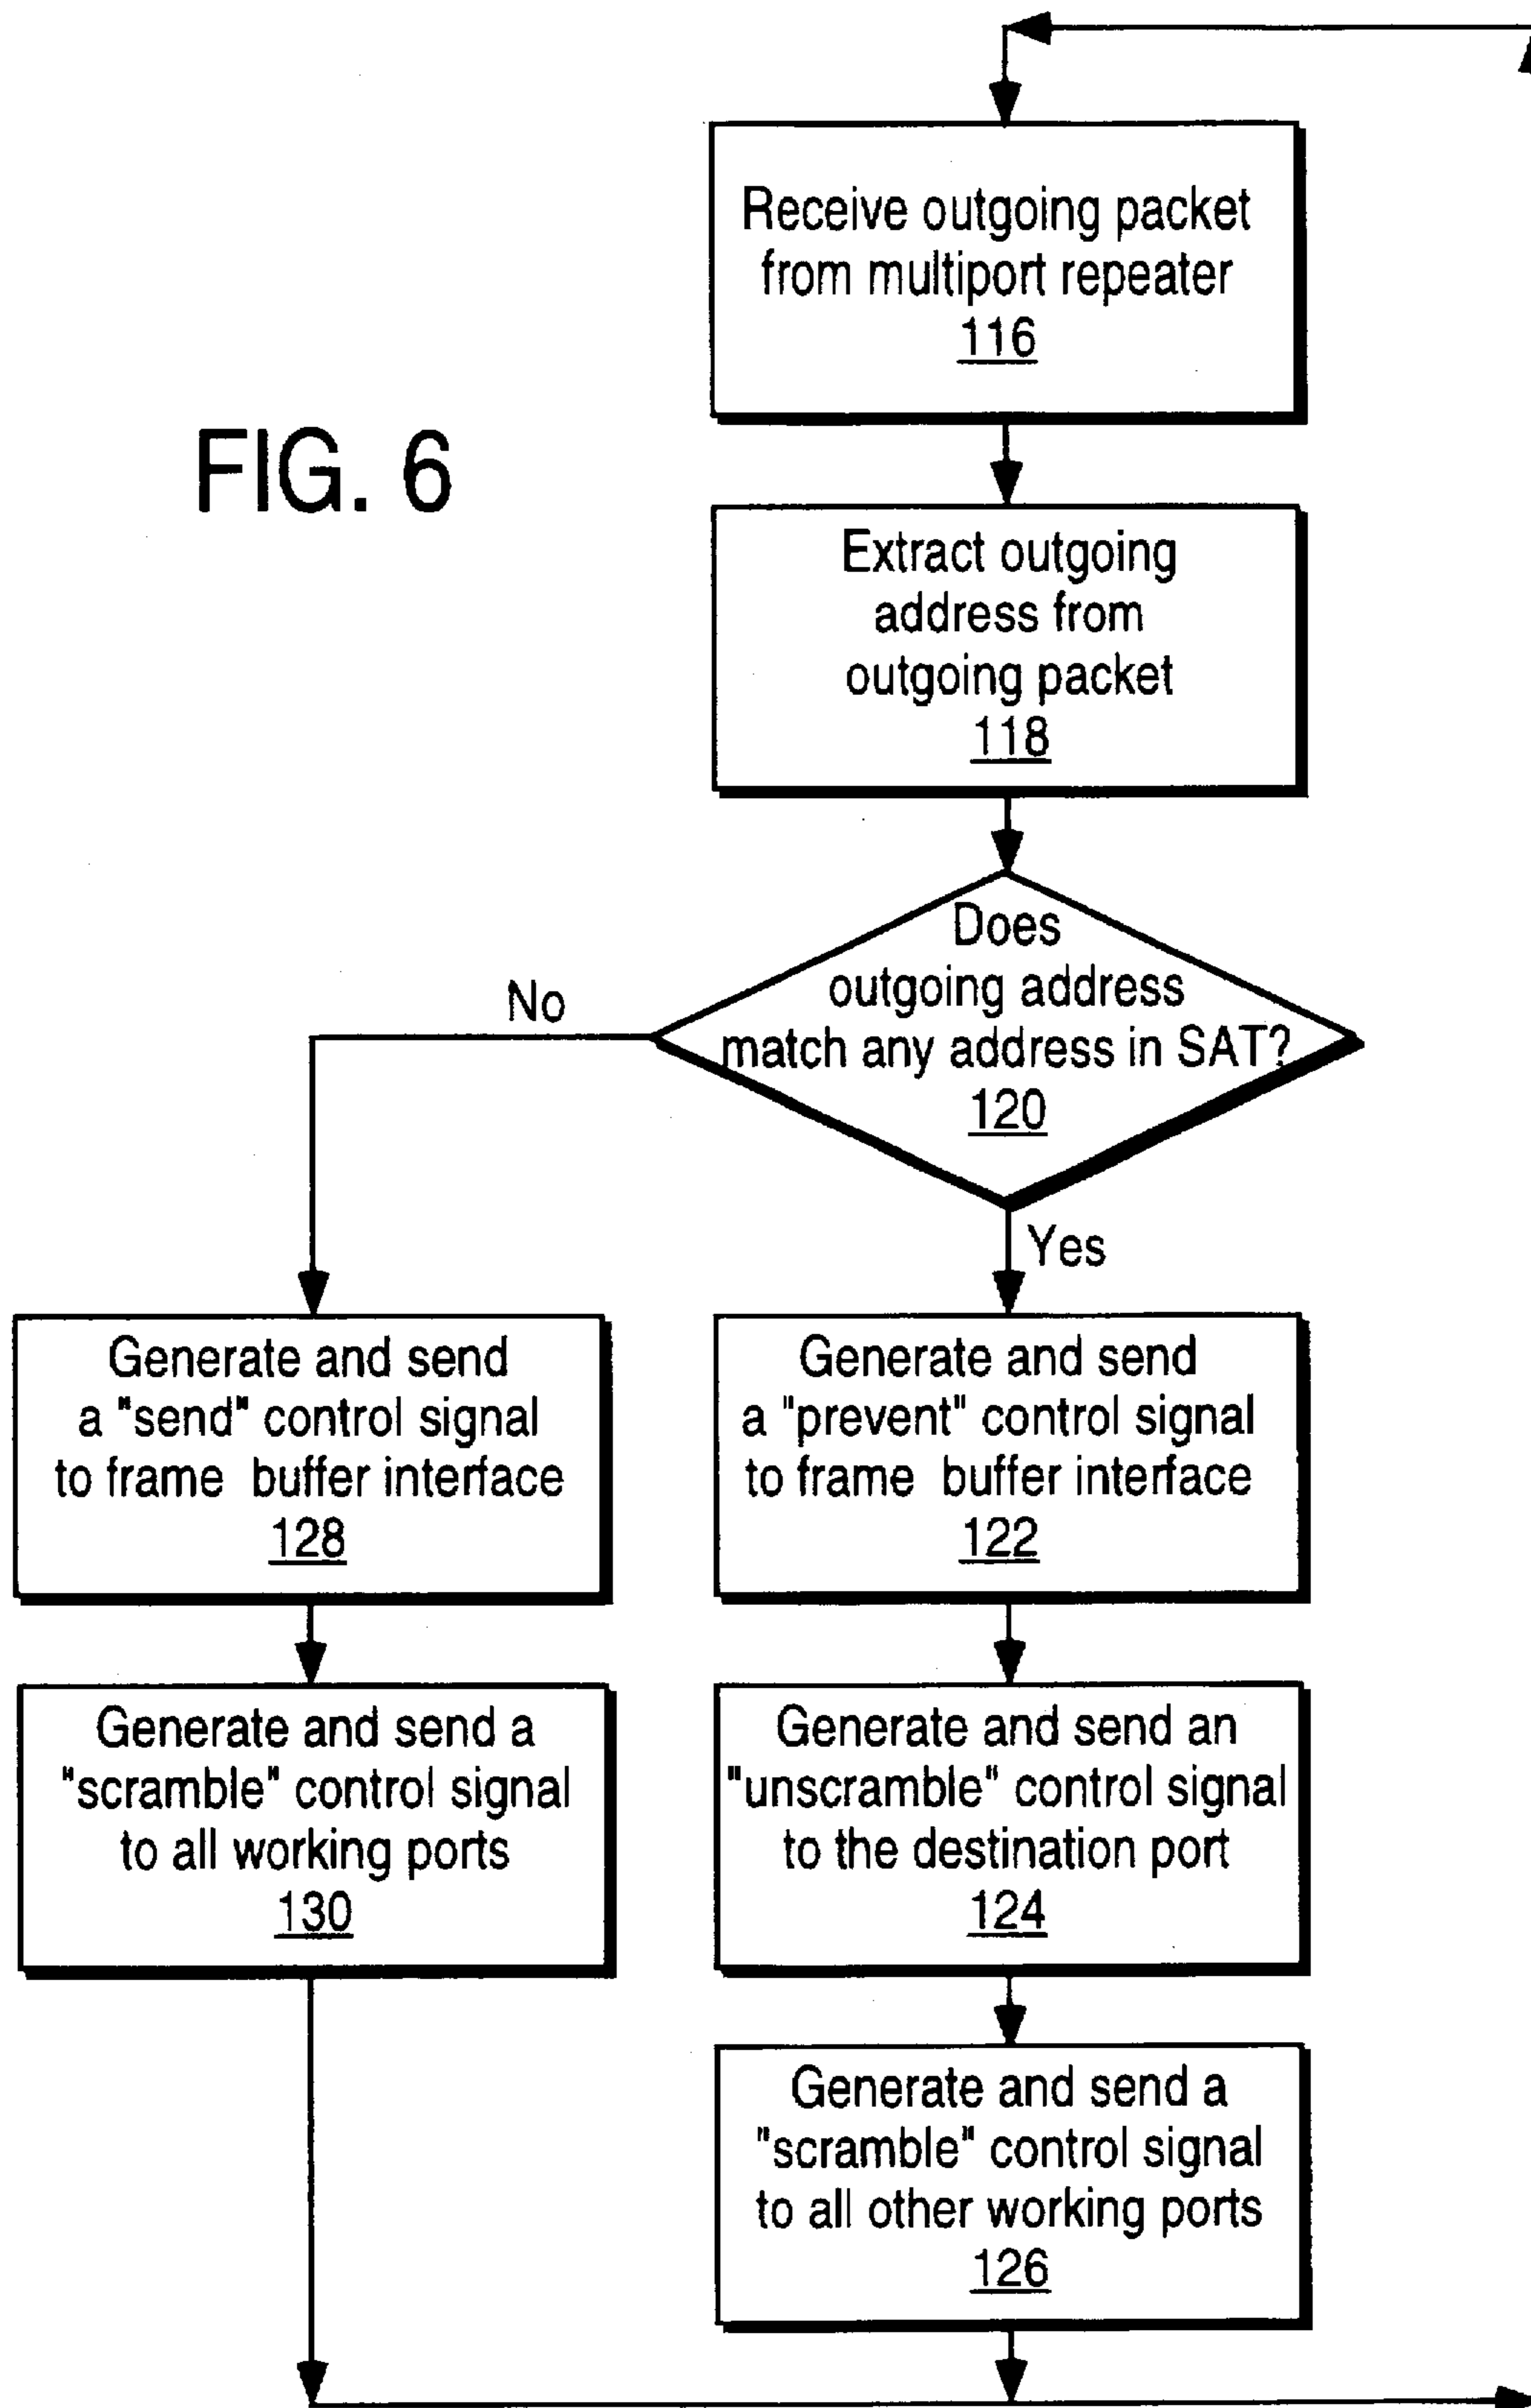 Receive outgoing packet
from multiport repeater
116
FIG. 6
Extract outgoing
address from
outgoing packet
118
Does
outgoing address
match any address in SAT?
120
No
Yes
Generate and send
a "send" control signal
to frame buffer interface
128
Generate and send
a "prevent" control signal
to frame buffer interface
122
Generate and send a
"scramble" control signal
to all working ports
130
Generate and send an
"unscramble" control signal
to the destination port
124
Generate and send a
"scramble" control signal
to all other working ports
126